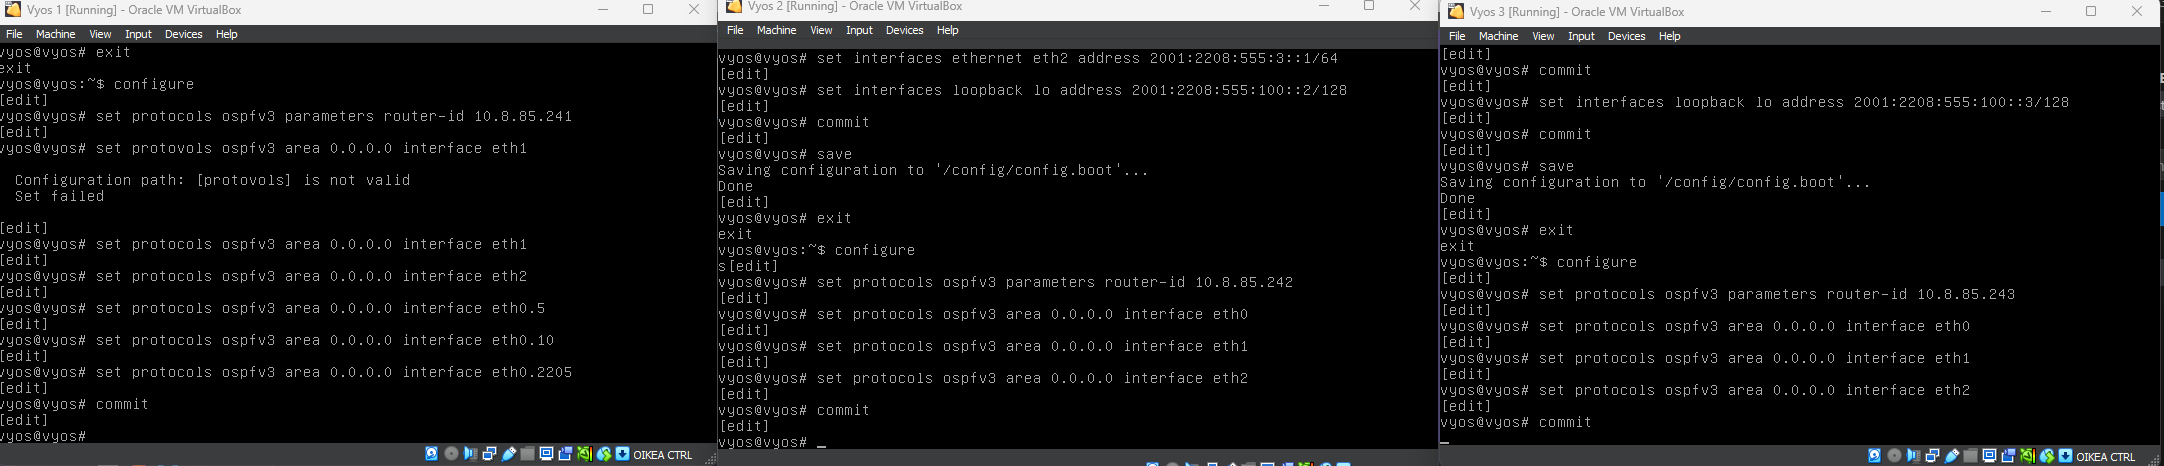 Vyos 1 [Running] - Oracle VM VirtualBox
File Machine View Input Devices Help
vyos@vyos# exit
exit
vyos@vyos:~$ configure
[edit]
vyos@vyos# set protocols ospfv3 parameters router-id 10.8.85.241
[edit]
vyos@vyos# set protovols ospfv3 area 0.0.0.0 interface eth1
Configuration path: [protovols] is not valid
Set failed
[edit]
vyos@vyos# set protocols ospfv3 area 0.0.0.0 interface eth1
[edit]
vyos@vyos# set protocols ospfv3 area 0.0.0.0 interface eth2
[edit]
vyos@vyos# set protocols ospfv3 area 0.0.0.0 interface eth0.5
[edit]
vyos@vyos# set protocols ospfv3 area 0.0.0.0 interface eth0.10
[edit]
vyos@vyos# set protocols ospfv3 area 0.0.0.0 interface eth0.2205
[edit]
vyos@vyos# commit
[edit]
vyos@vyos#
OIKEA CTRL
Vyos 2 [Running] - Oracle VM VirtualBox
File Machine View Input Devices Help
vyos@vyos# set interfaces ethernet eth2 address 2001:2208:555:3::1/64
[edit]
vyos@vyos# set interfaces loopback lo address 2001:2208:555:100::2/128
[edit]
vyos@vyos# commit
[edit]
vyos@vyos# save
Saving configuration to '/config/config.boot'...
Done
[edit]
vyos@vyos# exit
exit
vyos@vyos:~$ configure
s[edit]
vyos@vyos# set protocols ospfv3 parameters router-id 10.8.85.242
[edit]
vyos@vyos# set protocols ospfv3 area 0.0.0.0 interface eth0
[edit]
vyos@vyos# set protocols ospfv3 area 0.0.0.0 interface eth1
[edit]
vyos@vyos# set protocols ospfv3 area 0.0.0.0 interface eth2
[edit]
vyos@vyos# commit
[edit]
vyos@vyos# _
Vyos 3 [Running] - Oracle VM VirtualBox
File Machine View Input Devices Help
[edit]
vyos@vyos# commit
[edit]
vyos@vyos# set interfaces loopback lo address 2001:2208:555:100::3/128
[edit]
vyos@vyos# commit
[edit]
vyos@vyos# save
Saving configuration to '/config/config.boot'...
Done
[edit]
vyos@vyos# exit
exit
vyos@vyos:~$ configure
[edit]
vyos@vyos# set protocols ospfv3 parameters router-id 10.8.85.243
[edit]
vyos@vyos# set protocols ospfv3 area 0.0.0.0 interface eth0
[edit]
vyos@vyos# set protocols ospfv3 area 0.0.0.0 interface eth1
[edit]
vyos@vyos# set protocols ospfv3 area 0.0.0.0 interface eth2
[edit]
vyos@vyos# commit
_
OIKEA CTRL